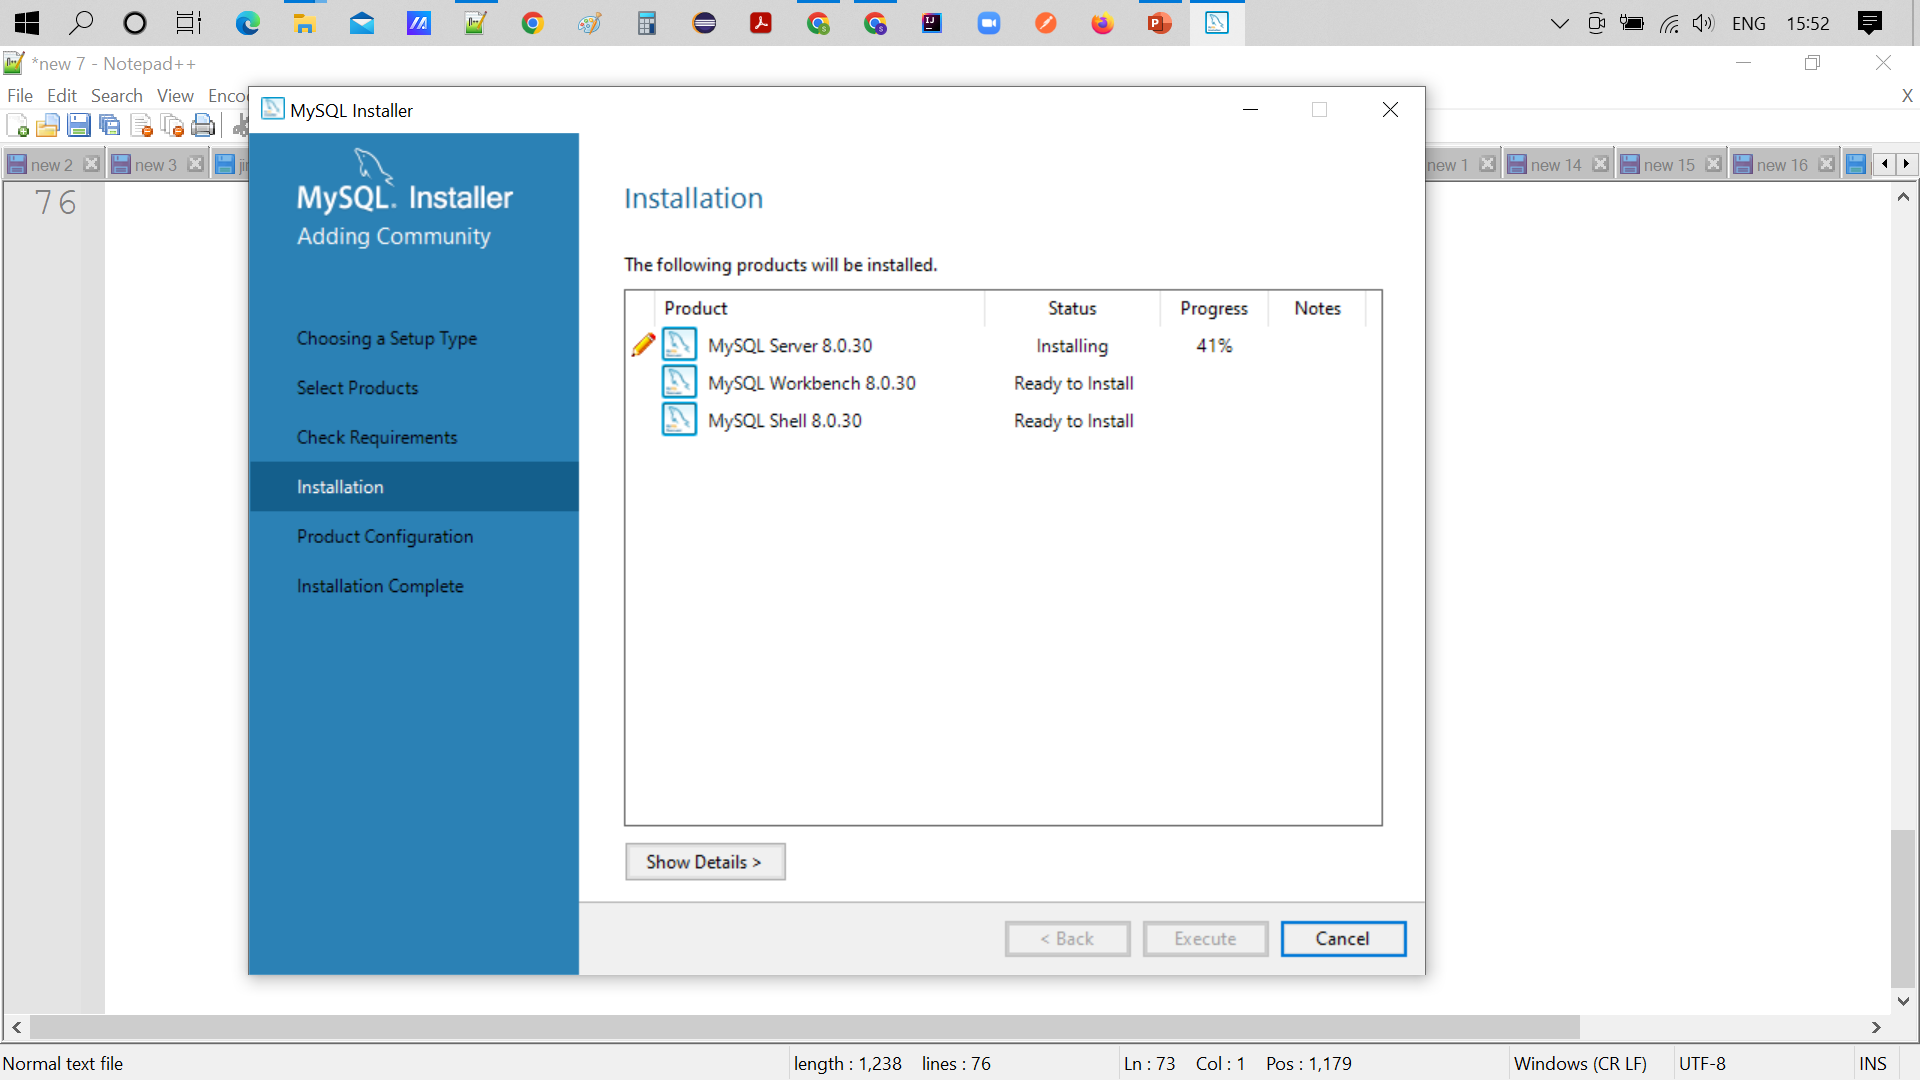 ENG 15:52
*new 7 - Notepad++
File Edit Search View Enco
X
MySQL Installer
new 2 new 3 new 1 new 14 new 15 new 16
76
MySQL. Installer
Adding Community
Choosing a Setup Type
Select Products
Check Requirements
Installation
Product Configuration
Installation Complete
Installation
The following products will be installed.
Product Status Progress Notes
MySQL Server 8.0.30 Installing 41%
MySQL Workbench 8.0.30 Ready to Install
MySQL Shell 8.0.30 Ready to Install
Show Details >
< Back Execute Cancel
Normal text file length : 1,238 lines : 76 Ln : 73 Col : 1 Pos : 1,179 Windows (CR LF) UTF-8 INS